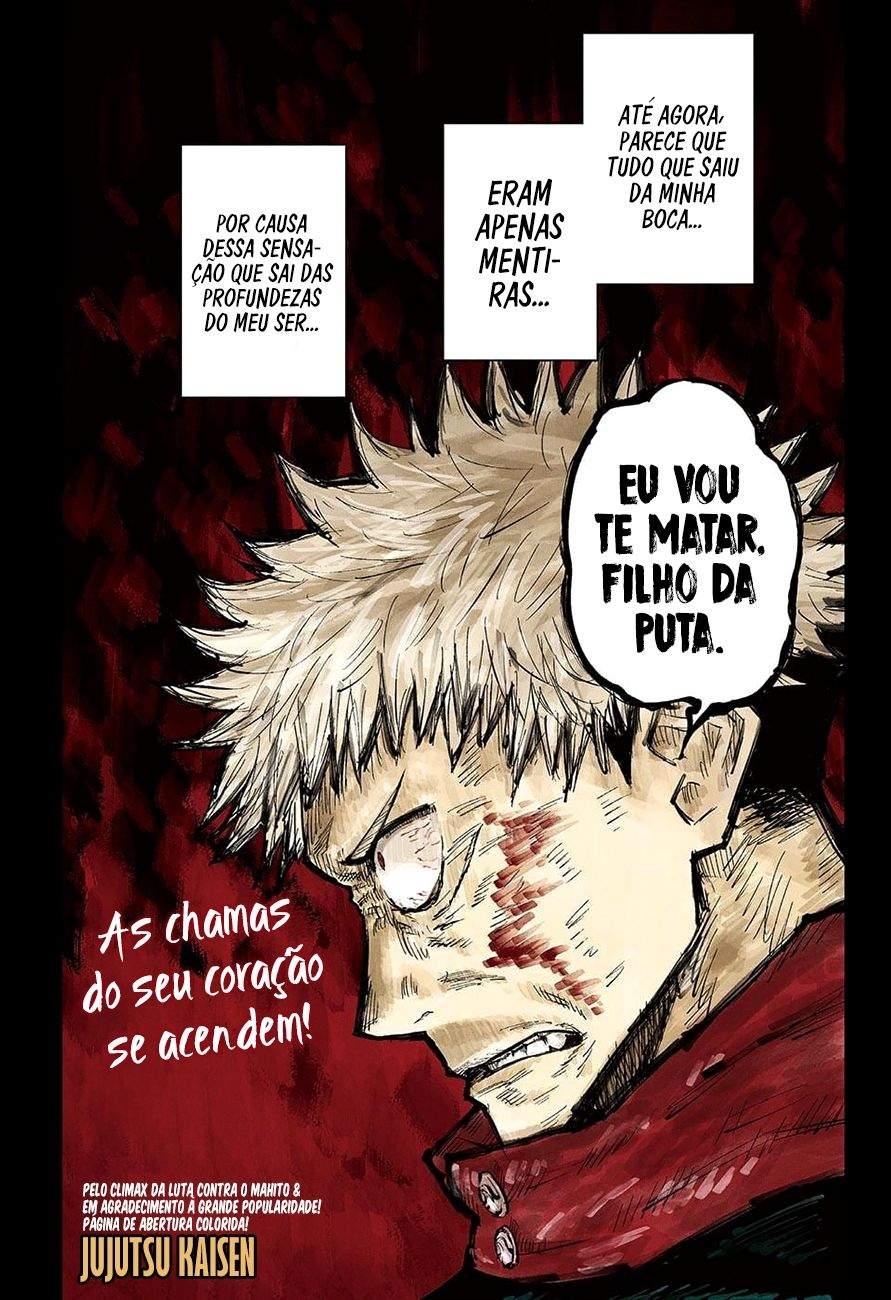 ATÉ AGORA,
PARECE QUE
TUDO QUE SAIU
DA MINHA
BOCA...
ERAM
APENAS
MENTI-
RAS...
POR CAUSA
DESSA SENSA-
ÇÃO QUE SAI DAS
PROFUNDEZAS
DO MEU SER...
EU VOU
TE MATAR,
FILHO DA
PUTA.
As chamas
do seu coração
se acendem!
PELO CLIMAX DA LUTA CONTRA O MAHITO &
EM AGRADECIMENTO À GRANDE POPULARIDADE!
PÁGINA DE ABERTURA COLORIDA!
JUJUTSU KAISEN